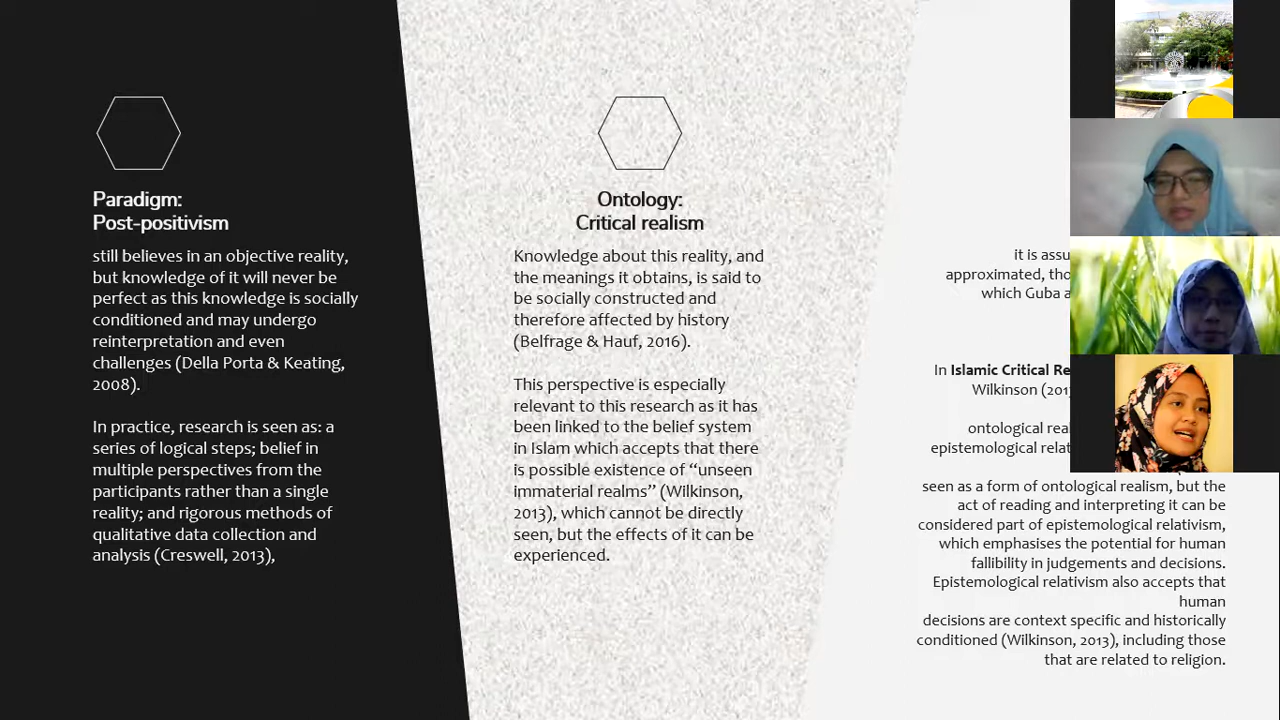 Paradigm:
Post-positivism
still believes in an objective reality,
but knowledge of it will never be
perfect as this knowledge is socially
conditioned and may undergo
reinterpretation and even
challenges (Della Porta & Keating,
2008).
In practice, research is seen as: a
series of logical steps; belief in
multiple perspectives from the
participants rather than a single
reality; and rigorous methods of
qualitative data collection and
analysis (Creswell, 2013),
Ontology:
Critical realism
Knowledge about this reality, and
the meanings it obtains, is said to
be socially constructed and
therefore affected by history
(Belfrage & Hauf, 2016).
This perspective is especially
relevant to this research as it has
been linked to the belief system
in Islam which accepts that there
is possible existence of “unseen
immaterial realms” (Wilkinson,
2013), which cannot be directly
seen, but the effects of it can be
experienced.
it is
approximated,
which Guba
In Islamic Critical
Wilkinson
ontological
seen as a form of ontological realism, but the
act of reading and interpreting it can be
considered part of epistemological relativism,
which emphasises the potential for human
fallibility in judgements and decisions.
Epistemological relativism also accepts that
human
decisions are context specific and historically
conditioned (Wilkinson, 2013), including those
that are related to religion.